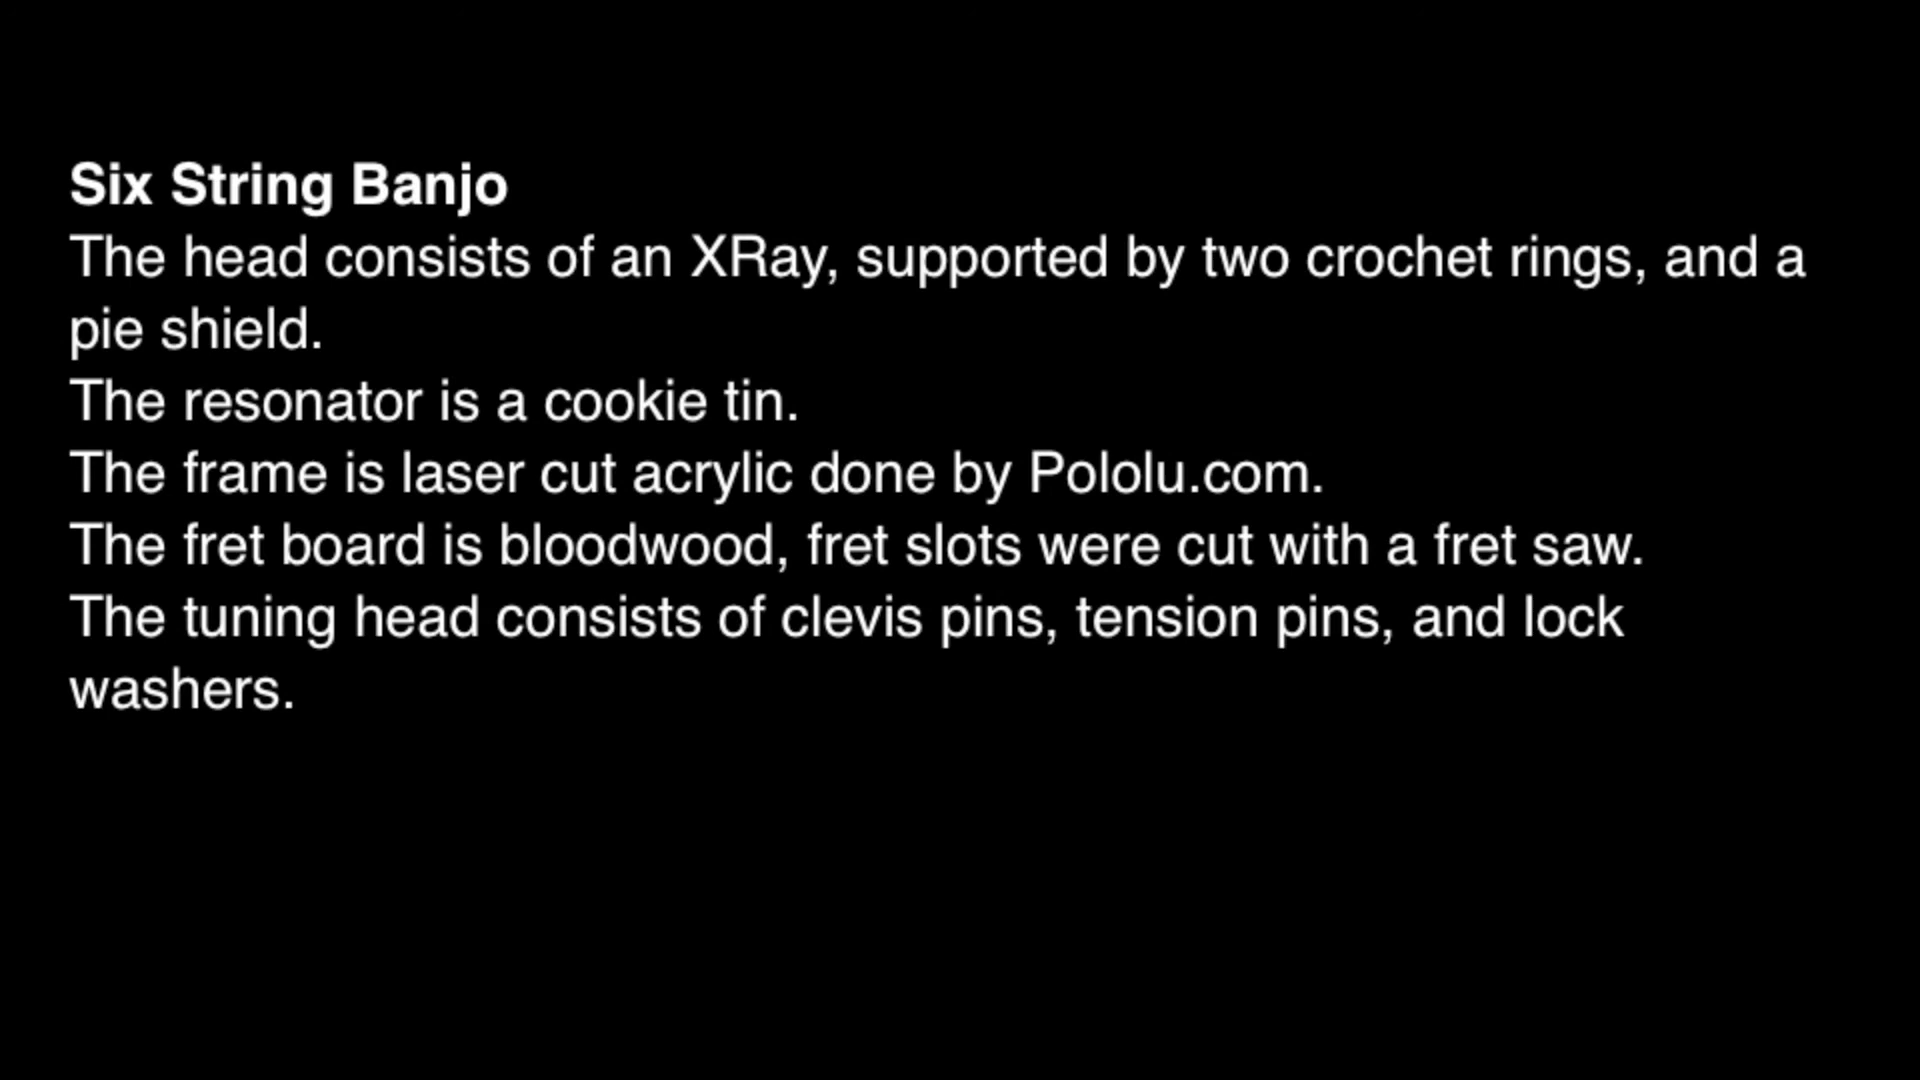 Six String Banjo
The head consists of an XRay, supported by two crochet rings, and a
pie shield.
The resonator is a cookie tin.
The frame is laser cut acrylic done by Pololu.com.
The fret board is bloodwood, fret slots were cut with a fret saw.
The tuning head consists of clevis pins, tension pins, and lock
washers.